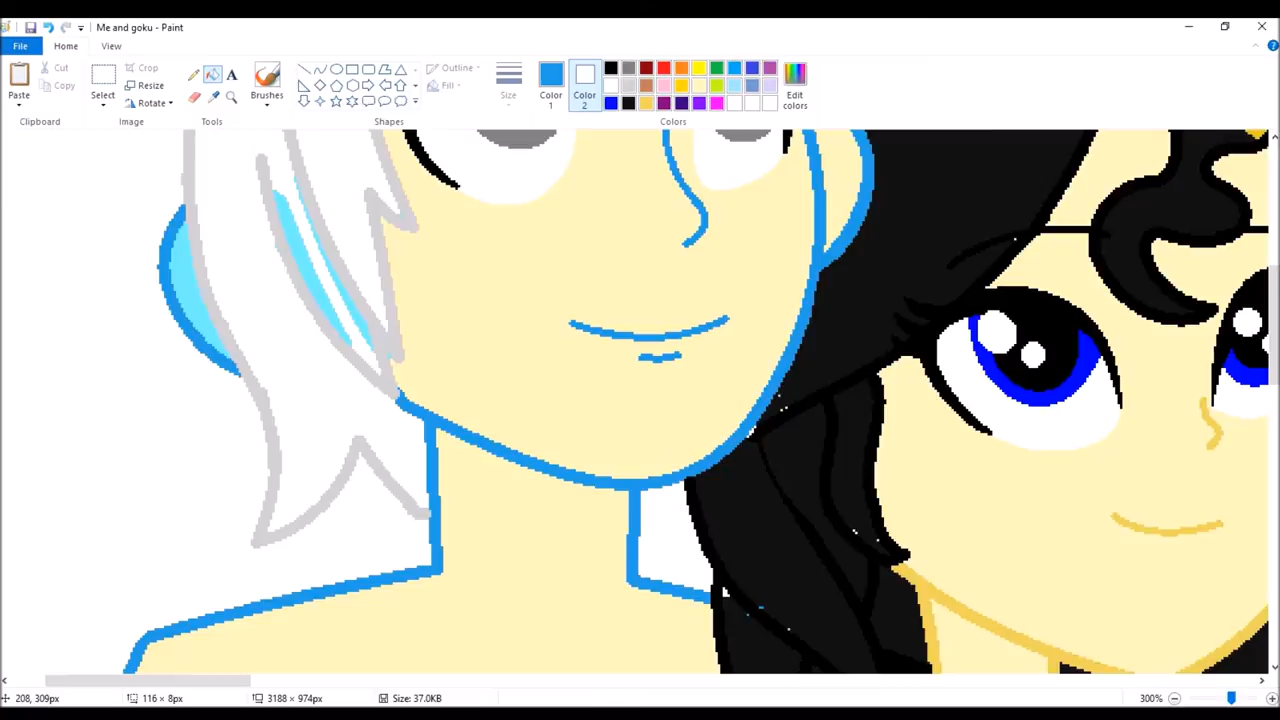 Me and goku - Paint
File Home View
Paste
Cut
Copy
Clipboard
Select
Crop
Resize
Rotate
Image
A
Tools
Brushes
Shapes
Outline
Fill
Size
Color 1
Color 2
Colors
Edit colors
208, 309px
116 × 8px
3188 × 974px
Size: 37.0KB
300%